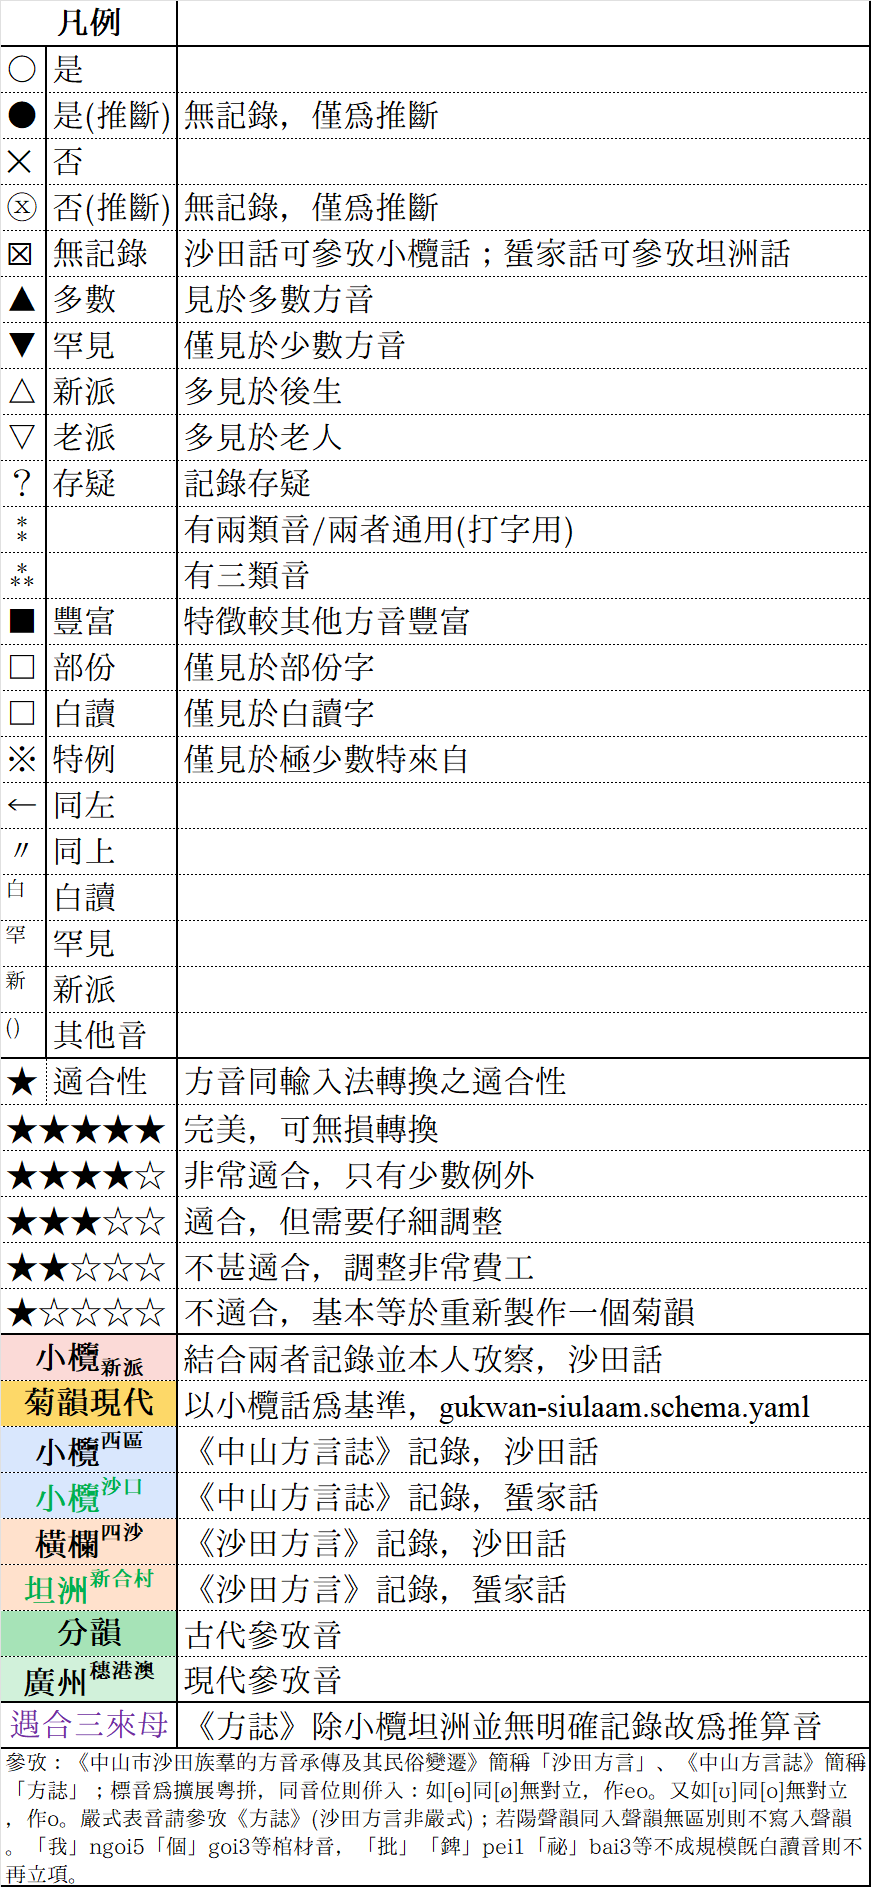 凡例
○ 是
● 是(推斷) 無記錄，僅爲推斷
× 否
ⓧ 否(推斷) 無記錄，僅爲推斷
☒ 無記錄 沙田話可參攷小欖話；蜑家話可參攷坦洲話
▲ 多數 見於多數方音
▼ 罕見 僅見於少數方音
△ 新派 多見於後生
▽ 老派 多見於老人
？ 存疑 記錄存疑
⁑ 有兩類音/兩者通用(打字用)
⁂ 有三類音
■ 豐富 特徵較其他方音豐富
□ 部份 僅見於部份字
□ 白讀 僅見於白讀字
※ 特例 僅見於極少數特來自
← 同左
〃 同上
白 白讀
罕 罕見
新 新派
() 其他音
★ 適合性 方音同輸入法轉換之適合性
★★★★★ 完美，可無損轉換
★★★★☆ 非常適合，只有少數例外
★★★☆☆ 適合，但需要仔細調整
★★☆☆☆ 不甚適合，調整非常費工
★☆☆☆☆ 不適合，基本等於重新製作一個菊韻
小欖新派 結合兩者記錄並本人攷察，沙田話
菊韻現代 以小欖話爲基準，gukwan-siulaam.schema.yaml
小欖西區 《中山方言誌》記錄，沙田話
小欖沙口 《中山方言誌》記錄，蜑家話
橫欄四沙 《沙田方言》記錄，沙田話
坦洲新合村 《沙田方言》記錄，蜑家話
分韻 古代參攷音
廣州穗港澳 現代參攷音
遇合三來母 《方誌》除小欖坦洲並無明確記錄故爲推算音
參攷：《中山市沙田族羣的方音承傳及其民俗變遷》簡稱「沙田方言」、《中山方言誌》簡稱
「方誌」；標音爲擴展粵拼，同音位則併入：如[ɵ]同[ø]無對立，作eo。又如[ʊ]同[o]無對立
，作o。嚴式表音請參攷《方誌》(沙田方言非嚴式)；若陽聲韻同入聲韻無區別則不寫入聲韻
。「我」ngoi5「個」goi3等棺材音，「批」「錍」pei1「祕」bai3等不成規模旣白讀音則不
再立項。